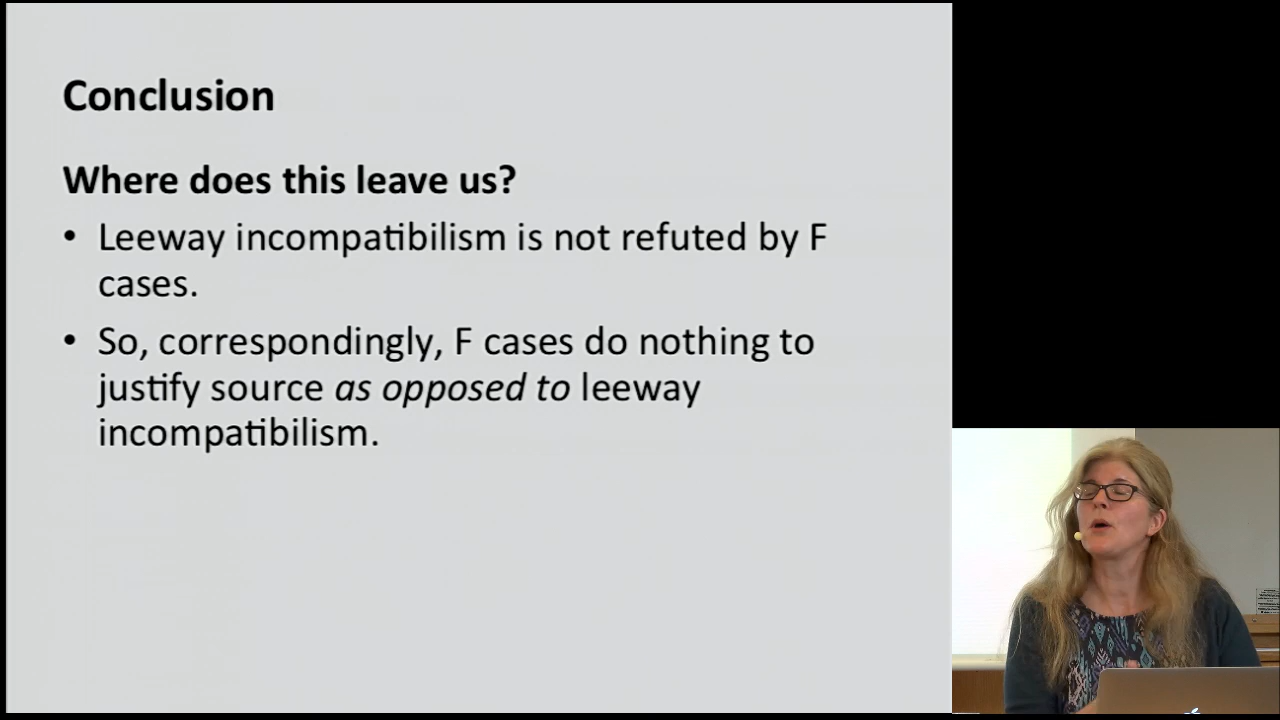 Conclusion
Where does this leave us?
• Leeway incompatibilism is not refuted by F
cases.
• So, correspondingly, F cases do nothing to
justify source as opposed to leeway
incompatibilism.